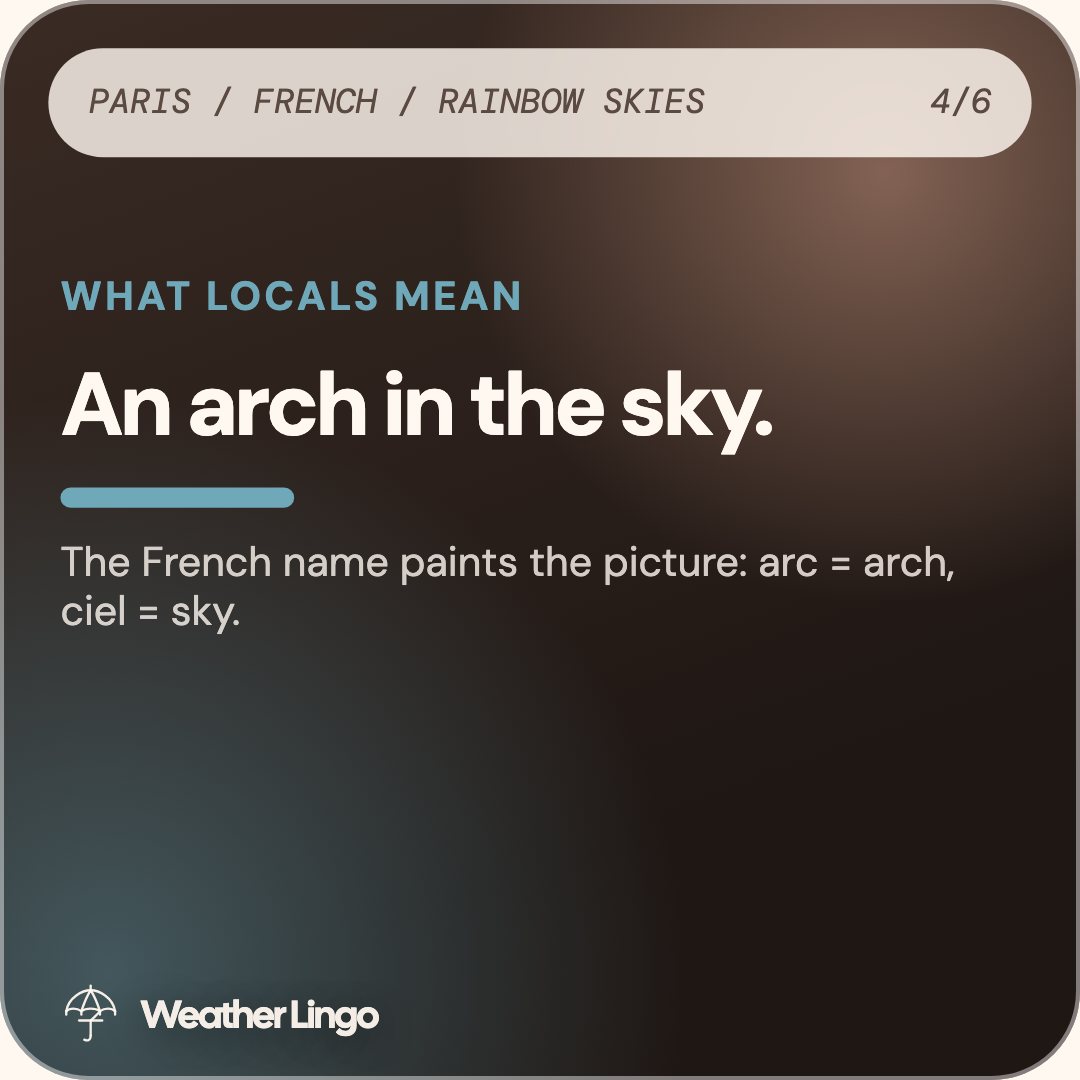 PARIS / FRENCH / RAINBOW SKIES 4/6
WHAT LOCALS MEAN
An arch in the sky.
The French name paints the picture: arc = arch,
ciel = sky.
Weather Lingo